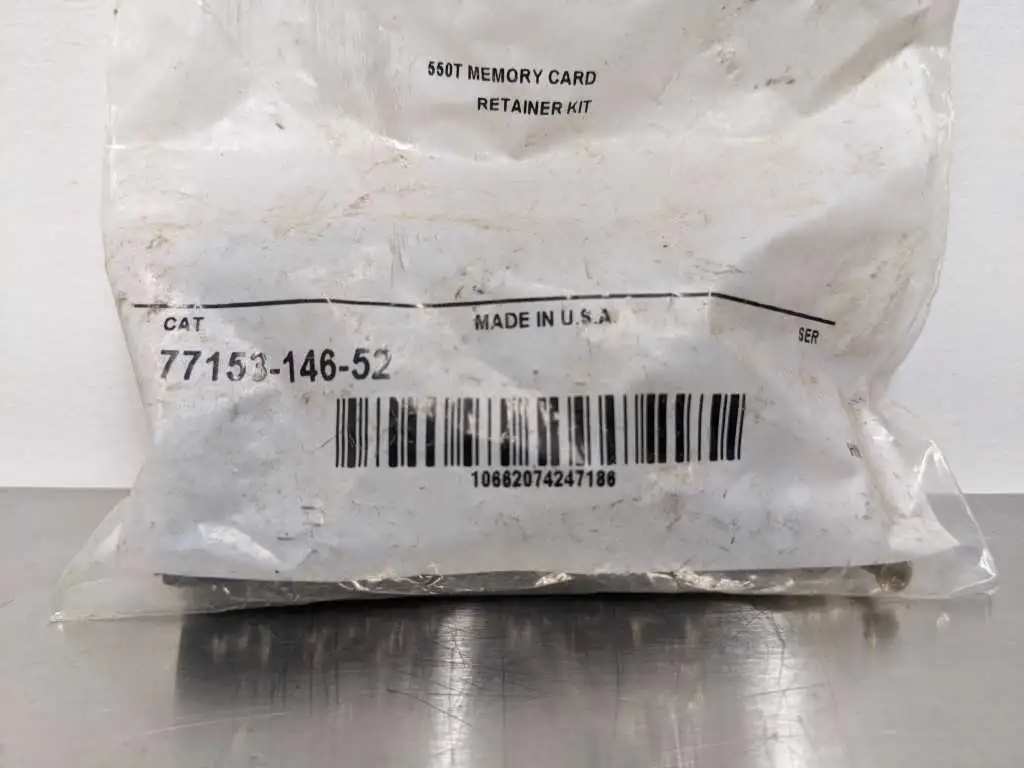 550T MEMORY CARD
RETAINER KIT
CAT
MADE IN U.S.A
SER
77153-146-52
10662074247186